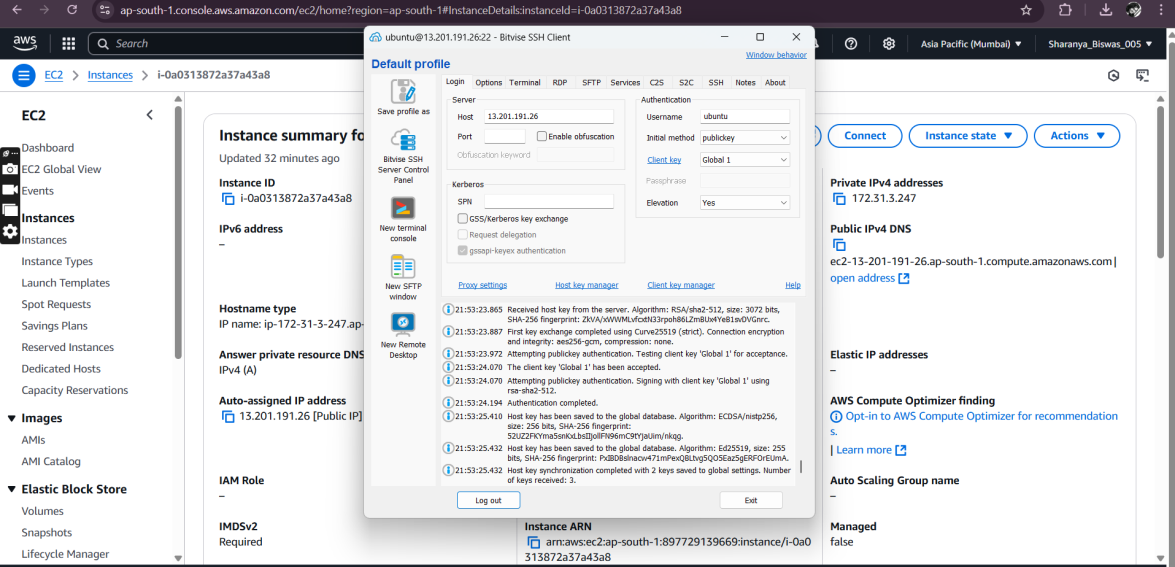 ap-south-1.console.aws.amazon.com/ec2/home?region=ap-south-1#InstanceDetails:instanceId=i-0a0313872a37a43a8
aws
Search
Asia Pacific (Mumbai) ▼
Sharanya_Biswas_005 ▼
EC2 > Instances > i-0a0313872a37a43a8
EC2
Dashboard
EC2 Global View
Events
Instances
Instances
Instance Types
Launch Templates
Spot Requests
Savings Plans
Reserved Instances
Dedicated Hosts
Capacity Reservations
▼ Images
AMIs
AMI Catalog
▼ Elastic Block Store
Volumes
Snapshots
Lifecycle Manager
Instance summary fo
Updated 32 minutes ago
Connect
Instance state ▼
Actions ▼
Instance ID
i-0a0313872a37a43a8
IPv6 address
–
Hostname type
IP name: ip-172-31-3-247.ap-
Answer private resource DNS
IPv4 (A)
Auto-assigned IP address
13.201.191.26 [Public IP]
IAM Role
–
IMDSv2
Required
ubuntu@13.201.191.26:22 - Bitvise SSH Client
Window behavior
Default profile
Save profile as
Bitvise SSH
Server Control
Panel
New terminal
console
New SFTP
window
New Remote
Desktop
Login Options Terminal RDP SFTP Services C2S S2C SSH Notes About
Server
Host 13.201.191.26
Port
Enable obfuscation
Obfuscation keyword
Kerberos
SPN
GSS/Kerberos key exchange
Request delegation
gssapi-keyex authentication
Authentication
Username ubuntu
Initial method publickey
Client key Global 1
Passphrase
Elevation Yes
Proxy settings
Host key manager
Client key manager
Help
21:53:23.865 Received host key from the server. Algorithm: RSA/sha2-512, size: 3072 bits,
SHA-256 fingerprint:
21:53:23.887 First key exchange completed using Curve25519 (strict). Connection encryption
and integrity: aes256-gcm, compression: none.
21:53:23.972 Attempting publickey authentication. Testing client key 'Global 1' for acceptance.
21:53:24.070 The client key 'Global 1' has been accepted.
21:53:24.070 Attempting publickey authentication. Signing with client key 'Global 1' using
rsa-sha2-512.
21:53:24.194 Authentication completed.
21:53:25.410 Host key has been saved to the global database. Algorithm: ECDSA/nistp256,
size: 256 bits, SHA-256 fingerprint:
21:53:25.432 Host key has been saved to the global database. Algorithm: Ed25519, size: 255
bits, SHA-256 fingerprint:
21:53:25.432 Host key synchronization completed with 2 keys saved to global settings. Number
of keys received: 3.
Log out
Exit
Instance ARN
arn:aws:ec2:ap-south-1:897729139669:instance/i-0a0
313872a37a43a8
Private IPv4 addresses
172.31.3.247
Public IPv4 DNS
ec2-13-201-191-26.ap-south-1.compute.amazonaws.com |
open address
Elastic IP addresses
–
AWS Compute Optimizer finding
Opt-in to AWS Compute Optimizer for recommendation
s.
| Learn more
Auto Scaling Group name
–
Managed
false